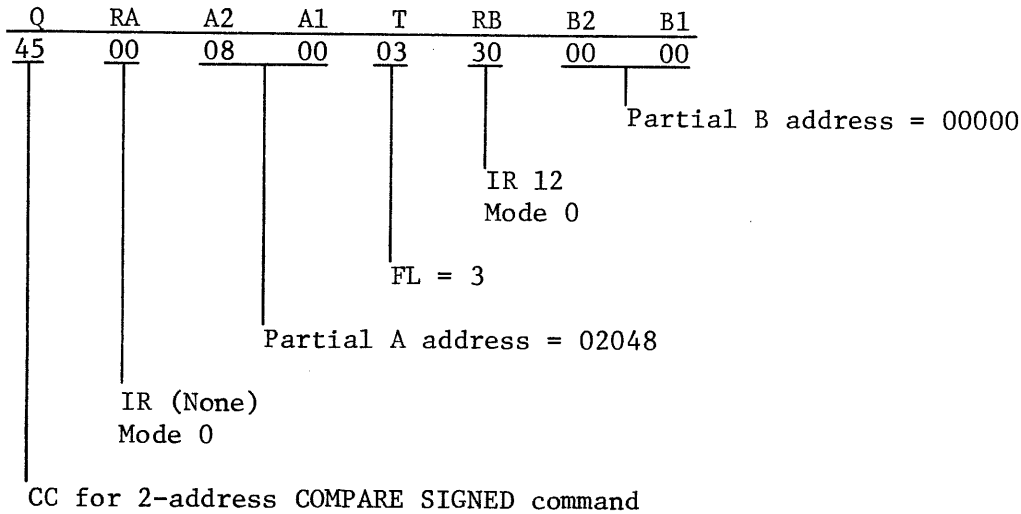 Q RA A2 A1 T RB B2 B1
45 00 08 00 03 30 00 00
Partial B address = 00000
IR 12
Mode 0
FL = 3
Partial A address = 02048
IR (None)
Mode 0
CC for 2-address COMPARE SIGNED command